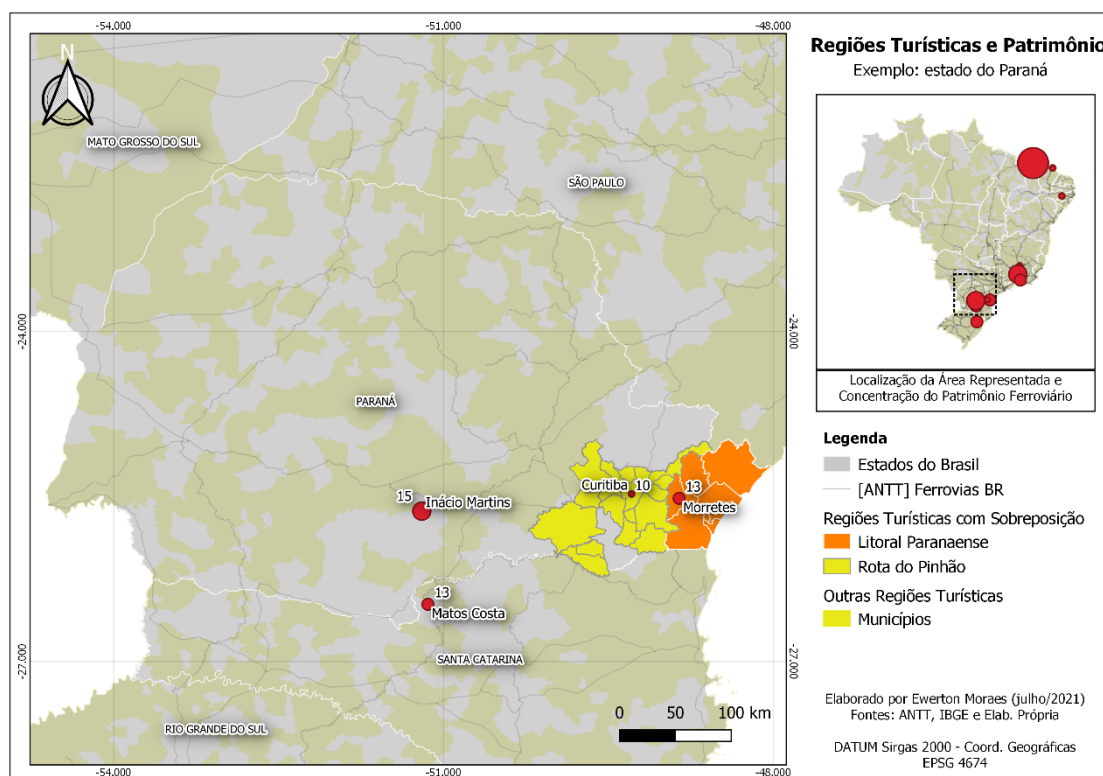 -54.000
-51.000
-48.000
N
MATO GROSSO DO SUL
SÃO PAULO
-24.000
-24.000
PARANÁ
Curitiba 10
13
Morretes
15
Inácio Martins
13
Matos Costa
SANTA CATARINA
-27.000
-27.000
RIO GRANDE DO SUL
0 50 100 km
-54.000
-51.000
-48.000
Regiões Turísticas e Patrimônio
Exemplo: estado do Paraná
Localização da Área Representada e
Concentração do Patrimônio Ferroviário
Legenda
Estados do Brasil
[ANTT] Ferrovias BR
Regiões Turísticas com Sobreposição
Litoral Paranaense
Rota do Pinhão
Outras Regiões Turísticas
Municípios
Elaborado por Ewerton Moraes (julho/2021)
Fontes: ANTT, IBGE e Elab. Própria
DATUM Sirgas 2000 - Coord. Geográficas
EPSG 4674